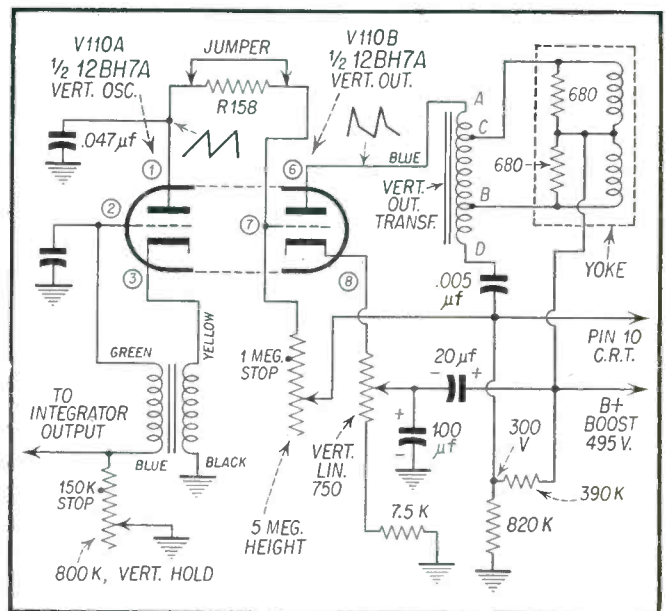 V110A
½ 12BH7A
VERT. OSC.
JUMPER
R158
V110B
½ 12BH7A
VERT. OUT.
.047µf
①
②
③
⑥
⑦
⑧
BLUE
A
C
B
D
VERT.
OUT.
TRANSF.
680
680
YOKE
.005
µf
GREEN
YELLOW
BLUE
BLACK
TO
INTEGRATOR
OUTPUT
150K
STOP
800 K, VERT. HOLD
1 MEG.
STOP
5 MEG.
HEIGHT
VERT.
LIN.
750
20µf
- +
+
100
µf
-
7.5 K
300
V
820 K
390 K
PIN 10
C.R.T.
B+
BOOST
495 V.